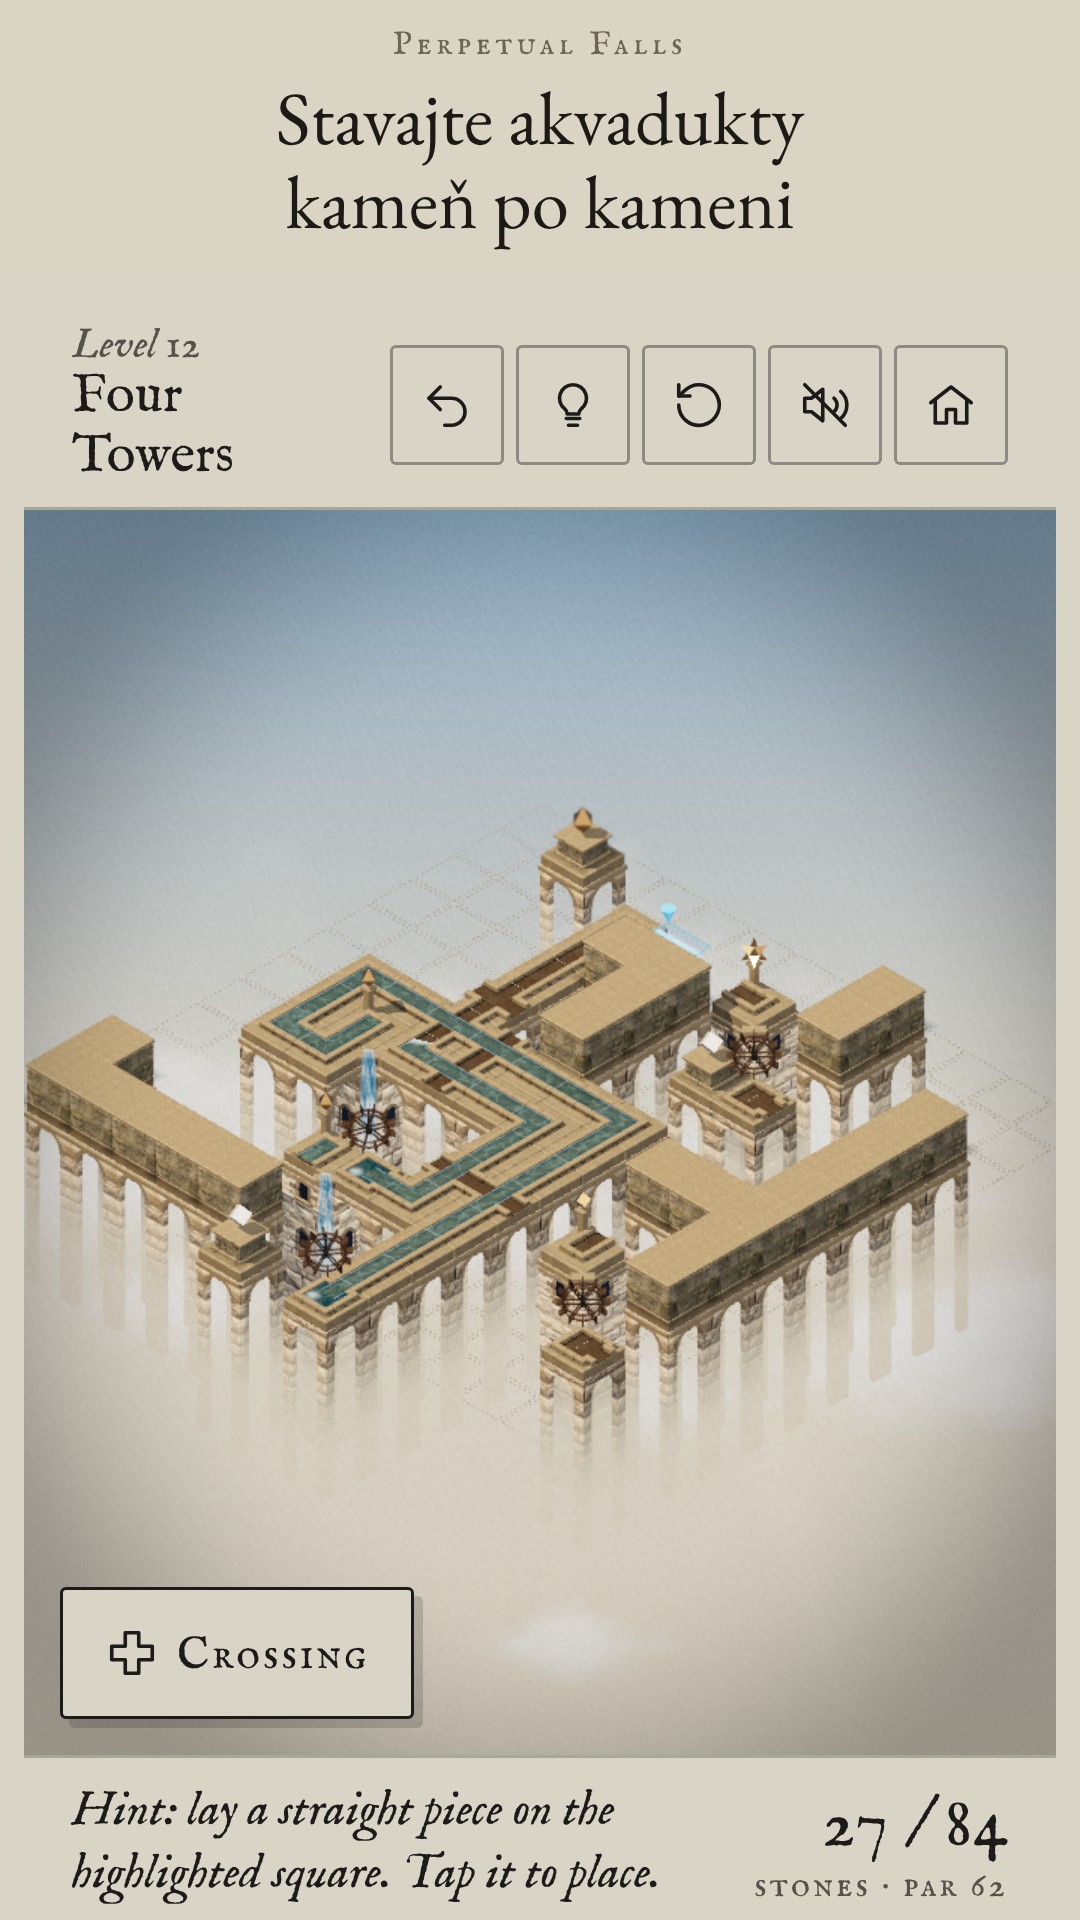 Perpetual Falls
Stavajte akvadukty
kameň po kameni
Level 12
Four
Towers
Crossing
Hint: lay a straight piece on the
highlighted square. Tap it to place.
27 / 84
STONES · PAR 62